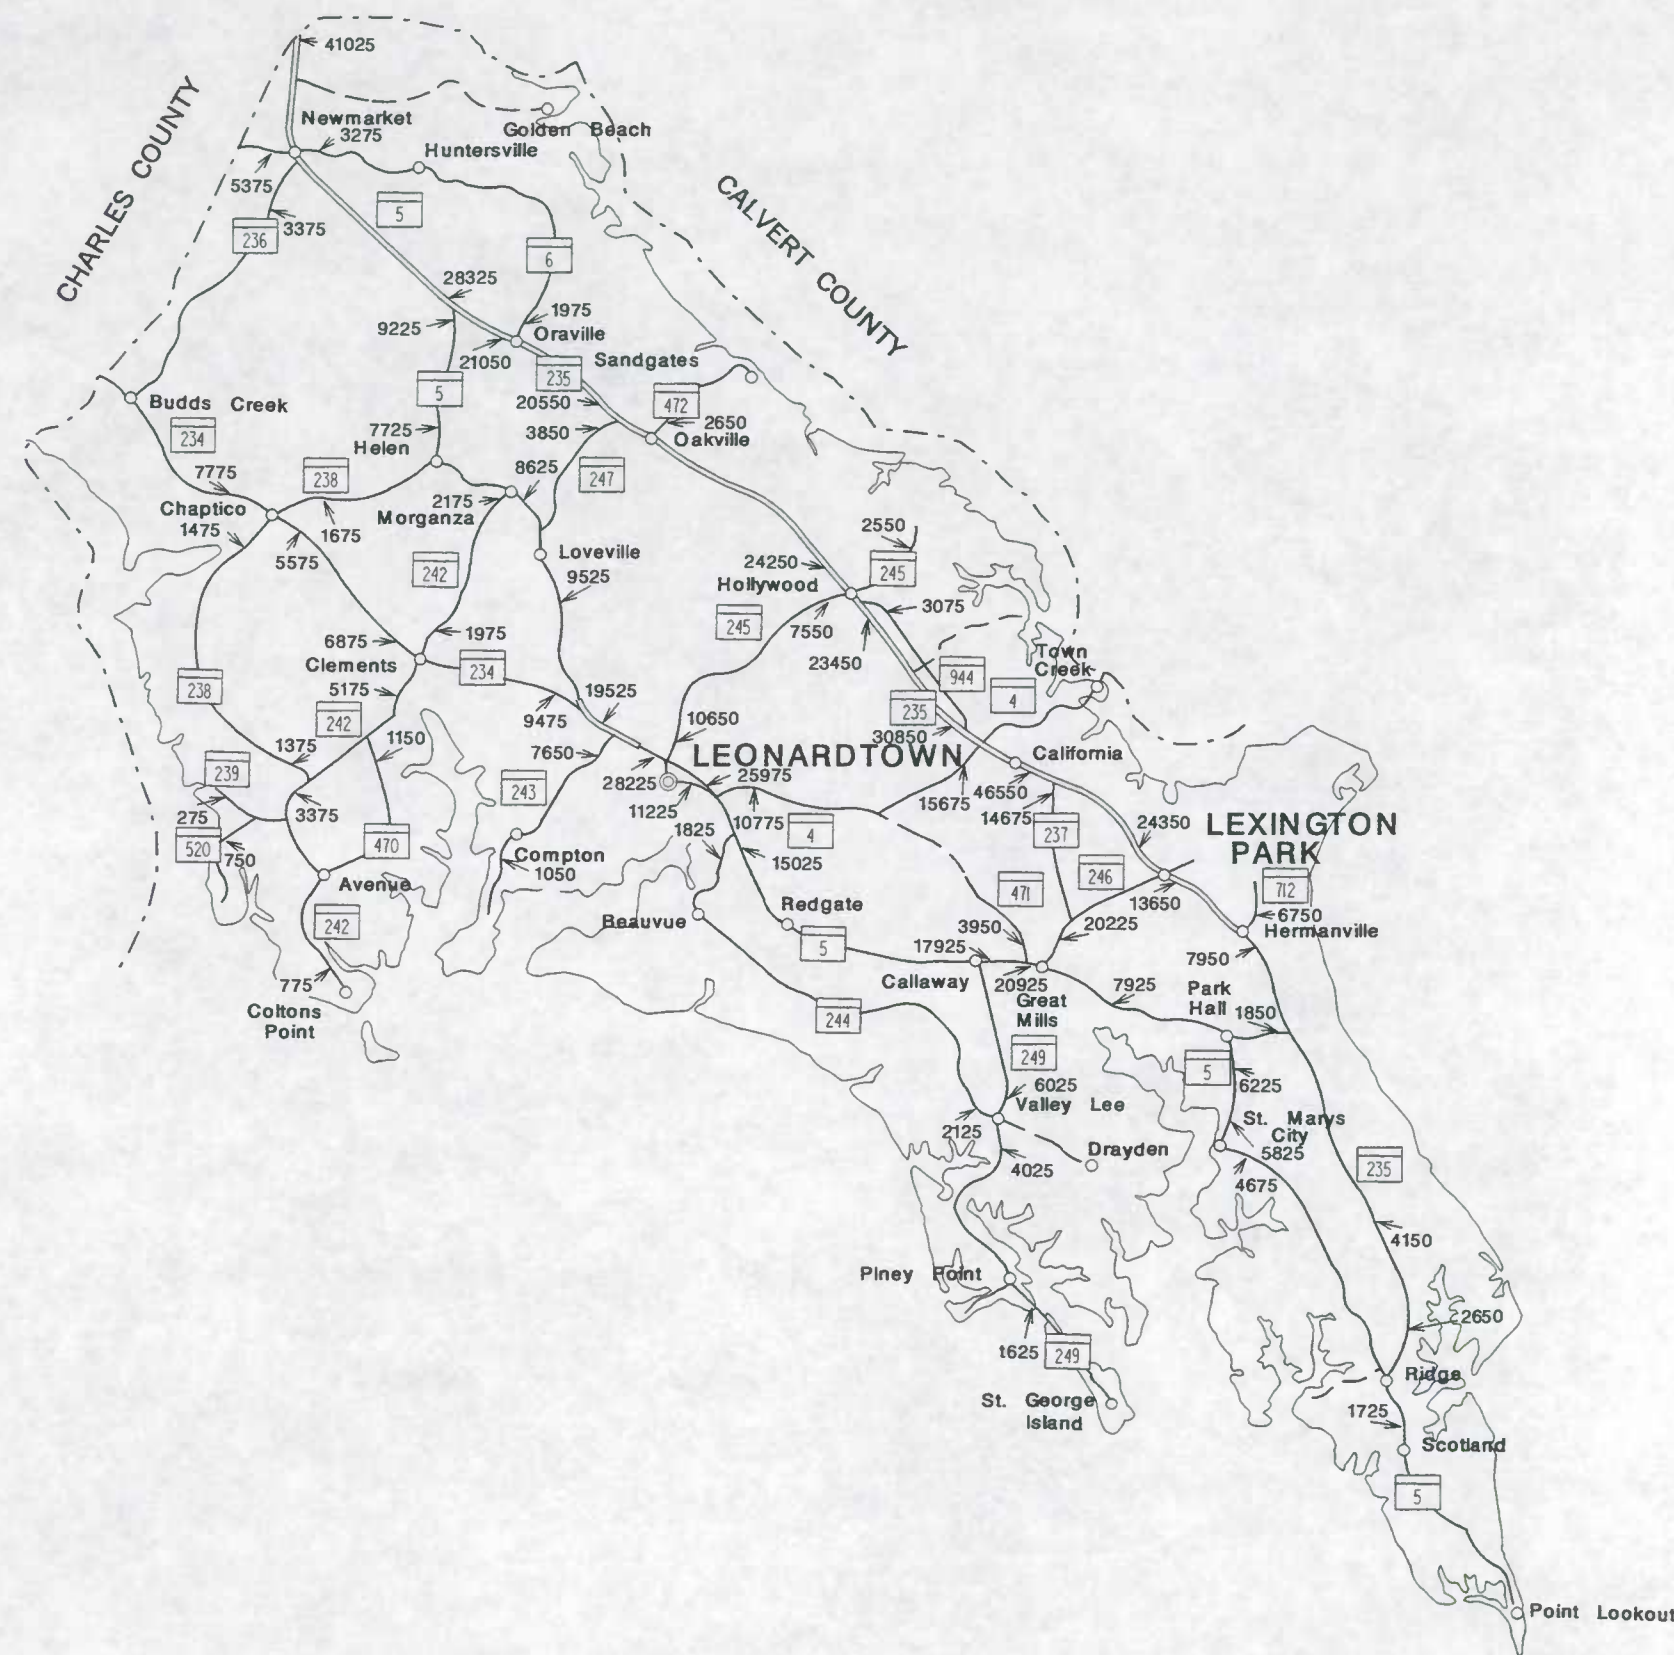 41025
Newmarket
3275
Golden Beach
Huntersville
5375
5
3375
236
6
CHARLES COUNTY
CALVERT COUNTY
28325
1975
9225
Oraville
21050
Sandgates
235
5
20550
472
Budds Creek
2650
234
7725
3850
Oakville
Helen
8625
7775
238
247
2175
Chaptico
Morganza
1475
1675
2550
5575
Loveville
242
24250
245
9525
Hollywood
3075
245
7550
6875
1975
23450
Clements
Town
Creek
234
944
238
5175
19525
4
242
9475
235
10650
1150
30850
7650
California
1375
LEONARDTOWN
239
28225
25975
243
46550
275
3375
11225
15675
14675
10775
24350
LEXINGTON
PARK
520
470
1825
4
237
750
Compton
1050
15025
Avenue
246
712
471
13650
242
Beauvue
Redgate
6750
20225
3950
Hermanville
5
17925
7950
775
Callaway
20925
7925
Park
Hall
Great
Mills
Coltons
Point
244
1850
249
5
6025
6225
Valley Lee
St. Marys
City
2125
Drayden
5825
4025
4675
235
4150
Piney Point
2650
1625
249
Ridge
St. George
Island
1725
Scotland
5
Point Lookout